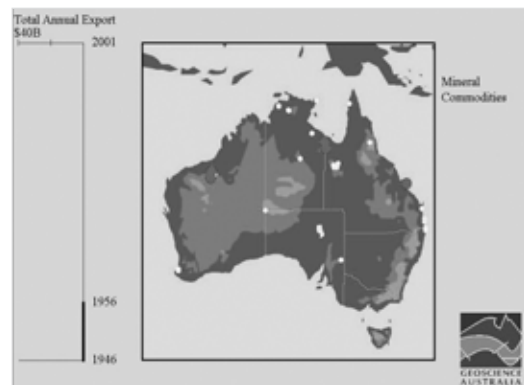 Total Annual Export
$40B
2001
Mineral
Commodities
1956
1946
GEOSCIENCE
AUSTRALIA